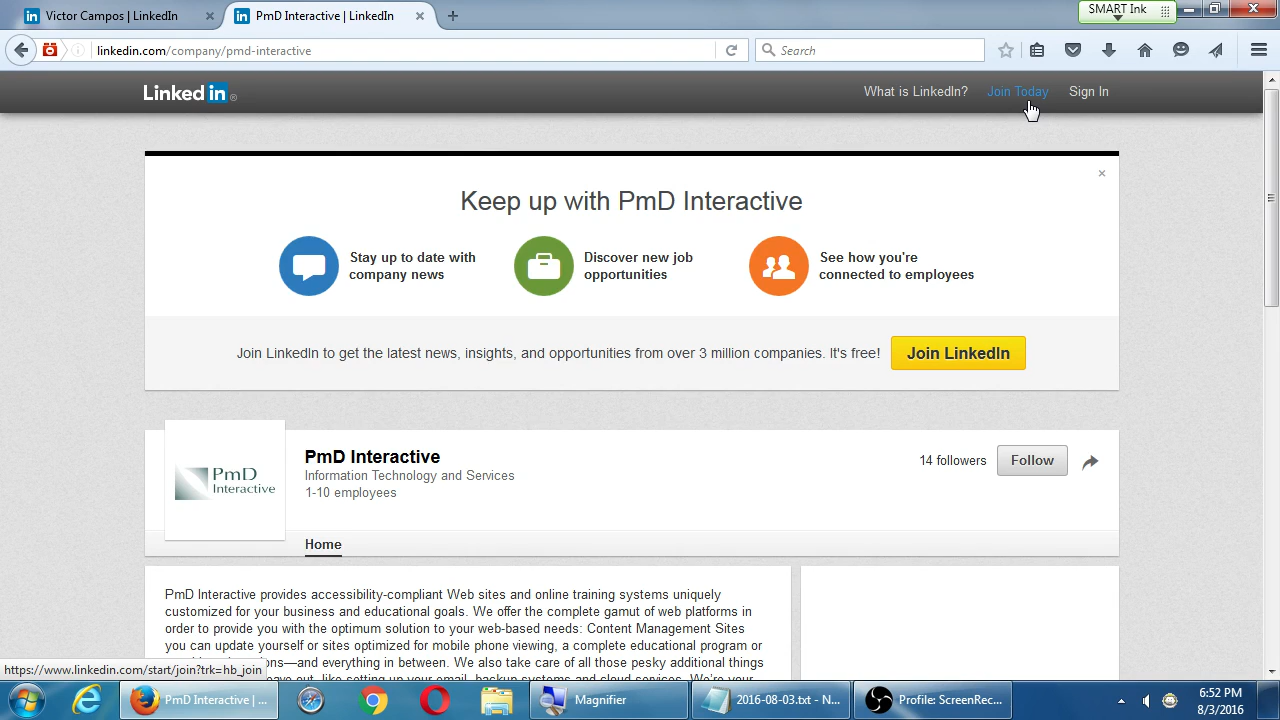 Victor Campos | LinkedIn
PmD Interactive | LinkedIn
SMART Ink
linkedin.com/company/pmd-interactive
Search
Linked in ®
What is LinkedIn?
Join Today
Sign In
Keep up with PmD Interactive
Stay up to date with
company news
Discover new job
opportunities
See how you're
connected to employees
Join LinkedIn to get the latest news, insights, and opportunities from over 3 million companies. It's free!
Join LinkedIn
PmD
Interactive
PmD Interactive
Information Technology and Services
1-10 employees
14 followers
Follow
Home
PmD Interactive provides accessibility-compliant Web sites and online training systems uniquely
customized for your business and educational goals. We offer the complete gamut of web platforms in
order to provide you with the optimum solution to your web-based needs: Content Management Sites
you can update yourself or sites optimized for mobile phone viewing, a complete educational program or
ons—and everything in between. We also take care of all those pesky additional things
https://www.linkedin.com/start/join?trk=hb_join
PmD Interactive | ...
Magnifier
2016-08-03.txt - N...
Profile: ScreenRec...
6:52 PM
8/3/2016